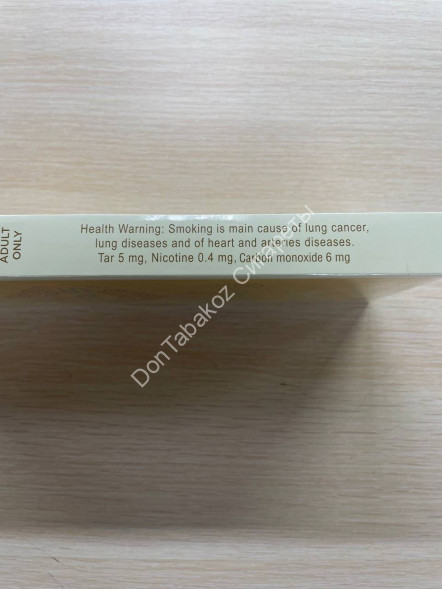 ADULT
ONLY
Health Warning: Smoking is main cause of lung cancer,
lung diseases and of heart and arteries diseases.
Tar 5 mg, Nicotine 0.4 mg, Carbon monoxide 6 mg
DonTabakoz Сигареты